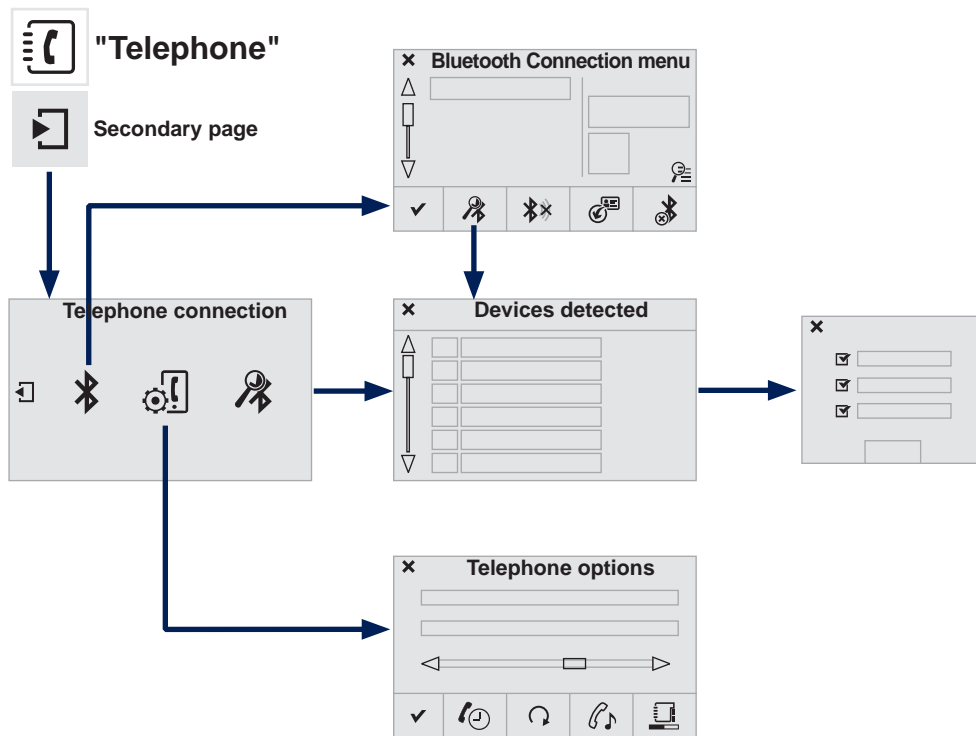 "Telephone"
Secondary page
Bluetooth Connection menu
Telephone connection
Devices detected
Telephone options